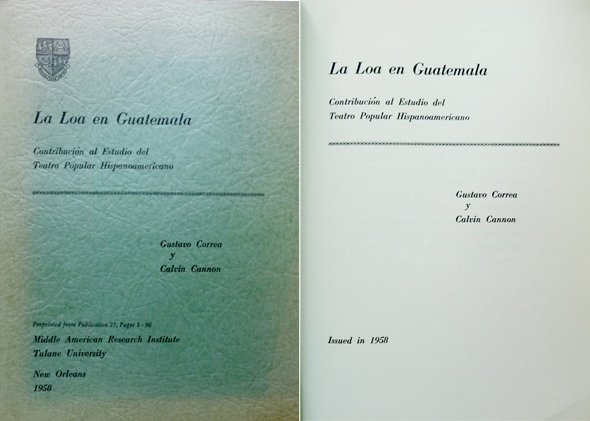 La Loa en Guatemala
Contribución al Estudio del
Teatro Popular Hispanoamericano
Gustavo Correa
y
Calvin Cannon
Preprinted from Publication 27, Pages 1 - 96
Middle American Research Institute
Tulane University
New Orleans
1958
La Loa en Guatemala
Contribución al Estudio del
Teatro Popular Hispanoamericano
Gustavo Correa
y
Calvin Cannon
Issued in 1958